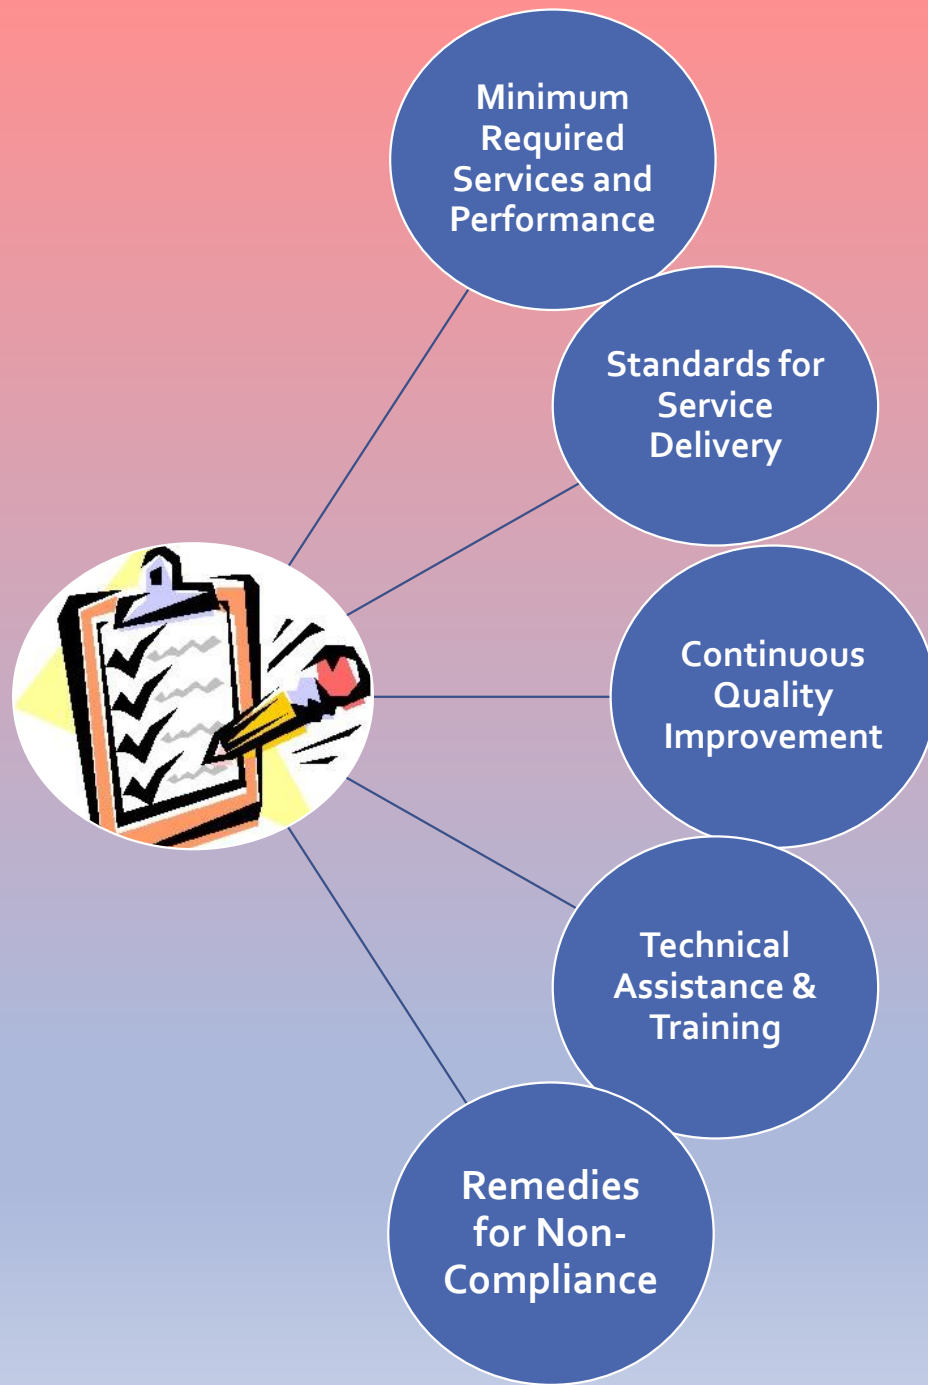 Minimum
Required
Services and
Performance
Standards for
Service
Delivery
Continuous
Quality
Improvement
Technical
Assistance &
Training
Remedies
for Non-
Compliance